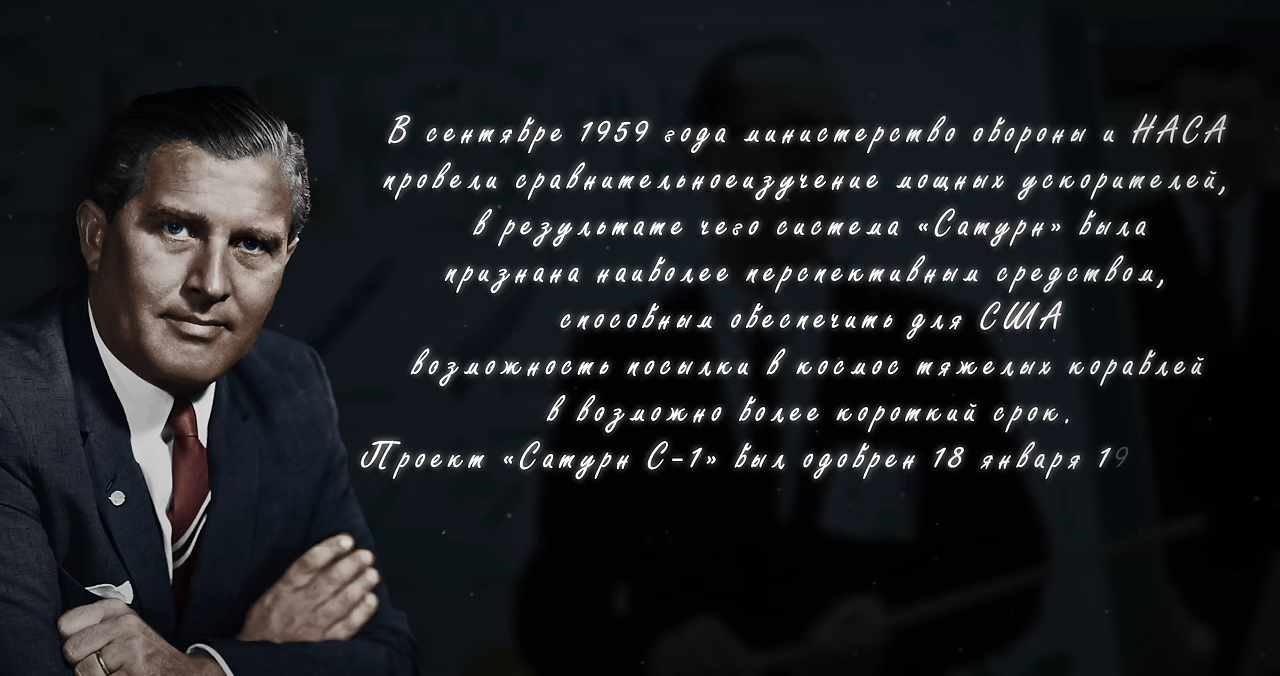 В сентябре 1959 года министерство обороны и НАСА
провели сравнительноеизучение мощных ускорителей,
в результате чего система «Сатурн» была
признана наиболее перспективным средством,
способным обеспечить для США
возможность посылки в космос тяжелых кораблей
в возможно более короткий срок.
Проект «Сатурн С-1» был одобрен 18 января 19